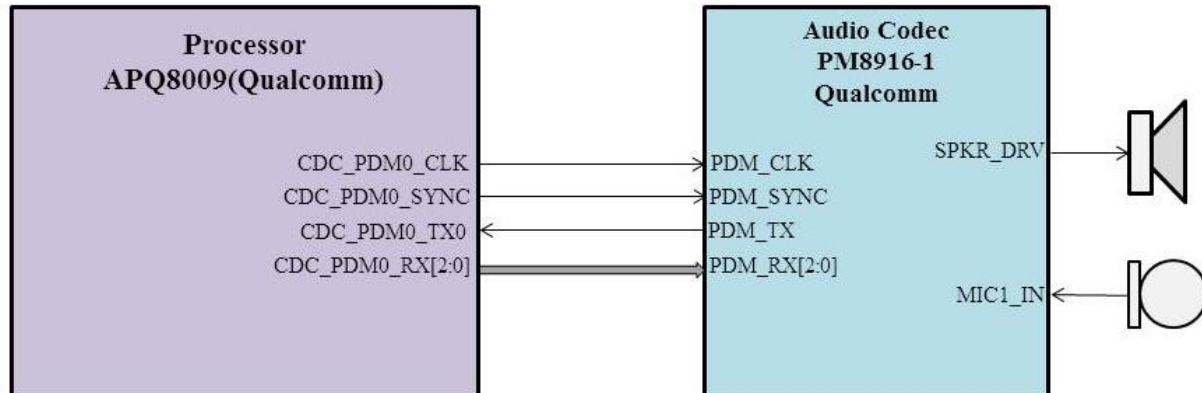 Processor
APQ8009(Qualcomm)
CDC_PDM0_CLK
CDC_PDM0_SYNC
CDC_PDM0_TX0
CDC_PDM0_RX[2:0]
Audio Codec
PM8916-1
Qualcomm
SPKR_DRV
PDM_CLK
PDM_SYNC
PDM_TX
PDM_RX[2:0]
MIC1_IN